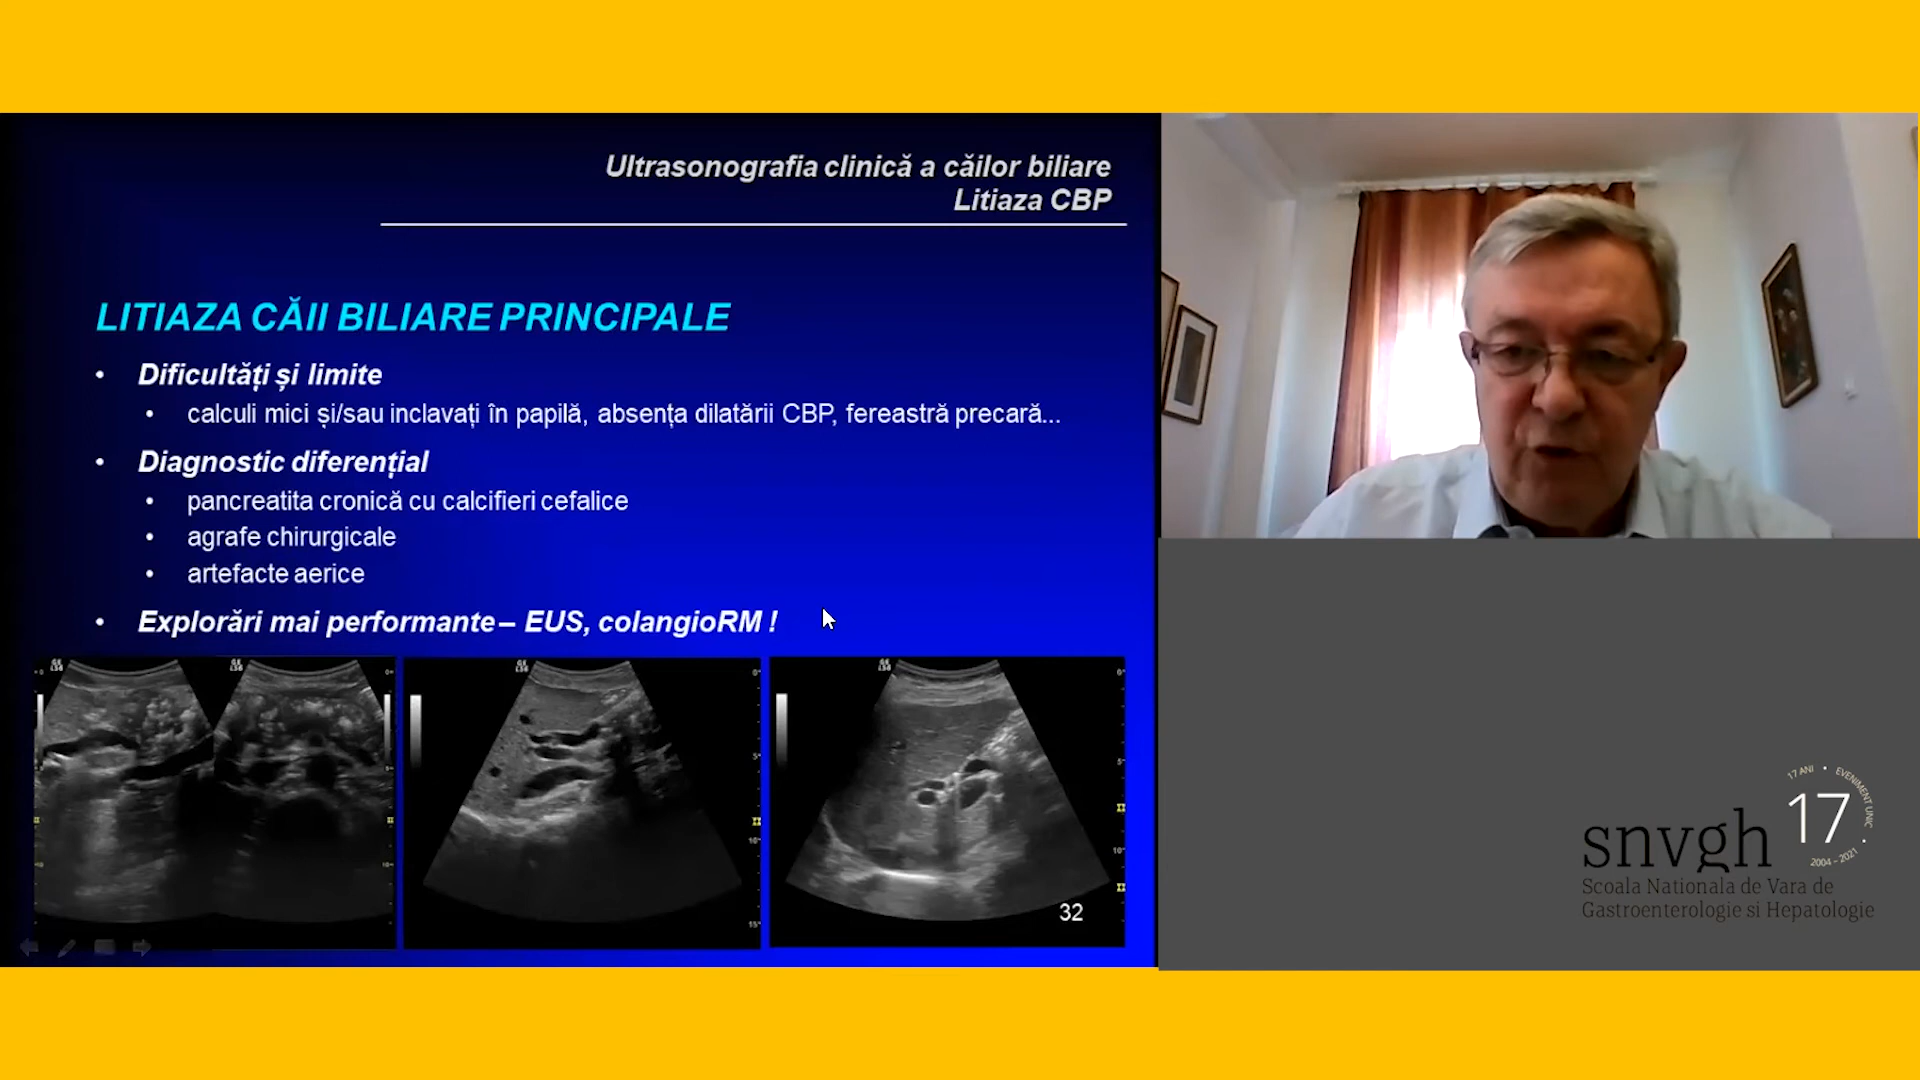 Ultrasonografia clinică a căilor biliare
Litiaza CBP
LITIAZA CĂII BILIARE PRINCIPALE
• Dificultăți și limite
• calculi mici și/sau inclavați în papilă, absența dilatării CBP, fereastră precară...
• Diagnostic diferențial
• pancreatita cronică cu calcifieri cefalice
• agrafe chirurgicale
• artefacte aerice
• Explorări mai performante – EUS, colangioRM !
32
17 ANI • EVENIMENT UNIC • 2004 - 2021
17
snvgh
Scoala Nationala de Vara de
Gastroenterologie si Hepatologie